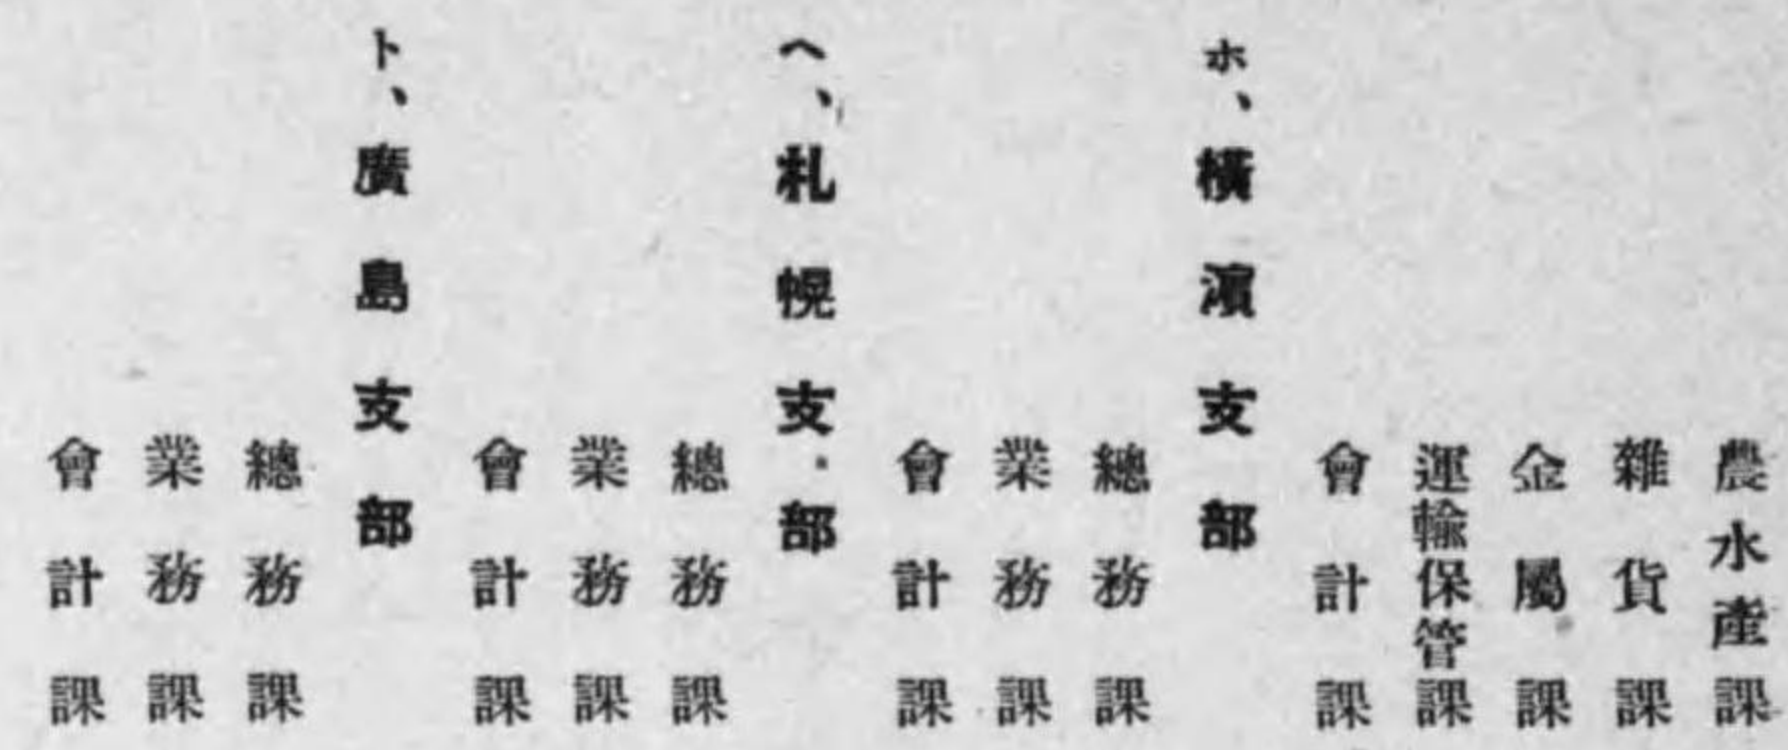 農水產課
雜貨課
金屬課
運輸保管課
會計課
ホ、橫濱支部
總務課
業務課
會計課
ヘ、札幌支部
總務課
業務課
會計課
ト、廣島支部
總務課
業務課
會計課